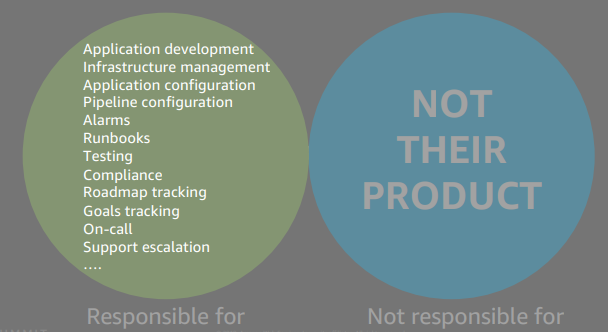 Application development
Infrastructure management
Application configuration
Pipeline configuration
Alarms
Runbooks
Testing
Compliance
Roadmap tracking
Goals tracking
On-call
Support escalation
....
NOT
THEIR
PRODUCT
Responsible for
Not responsible for